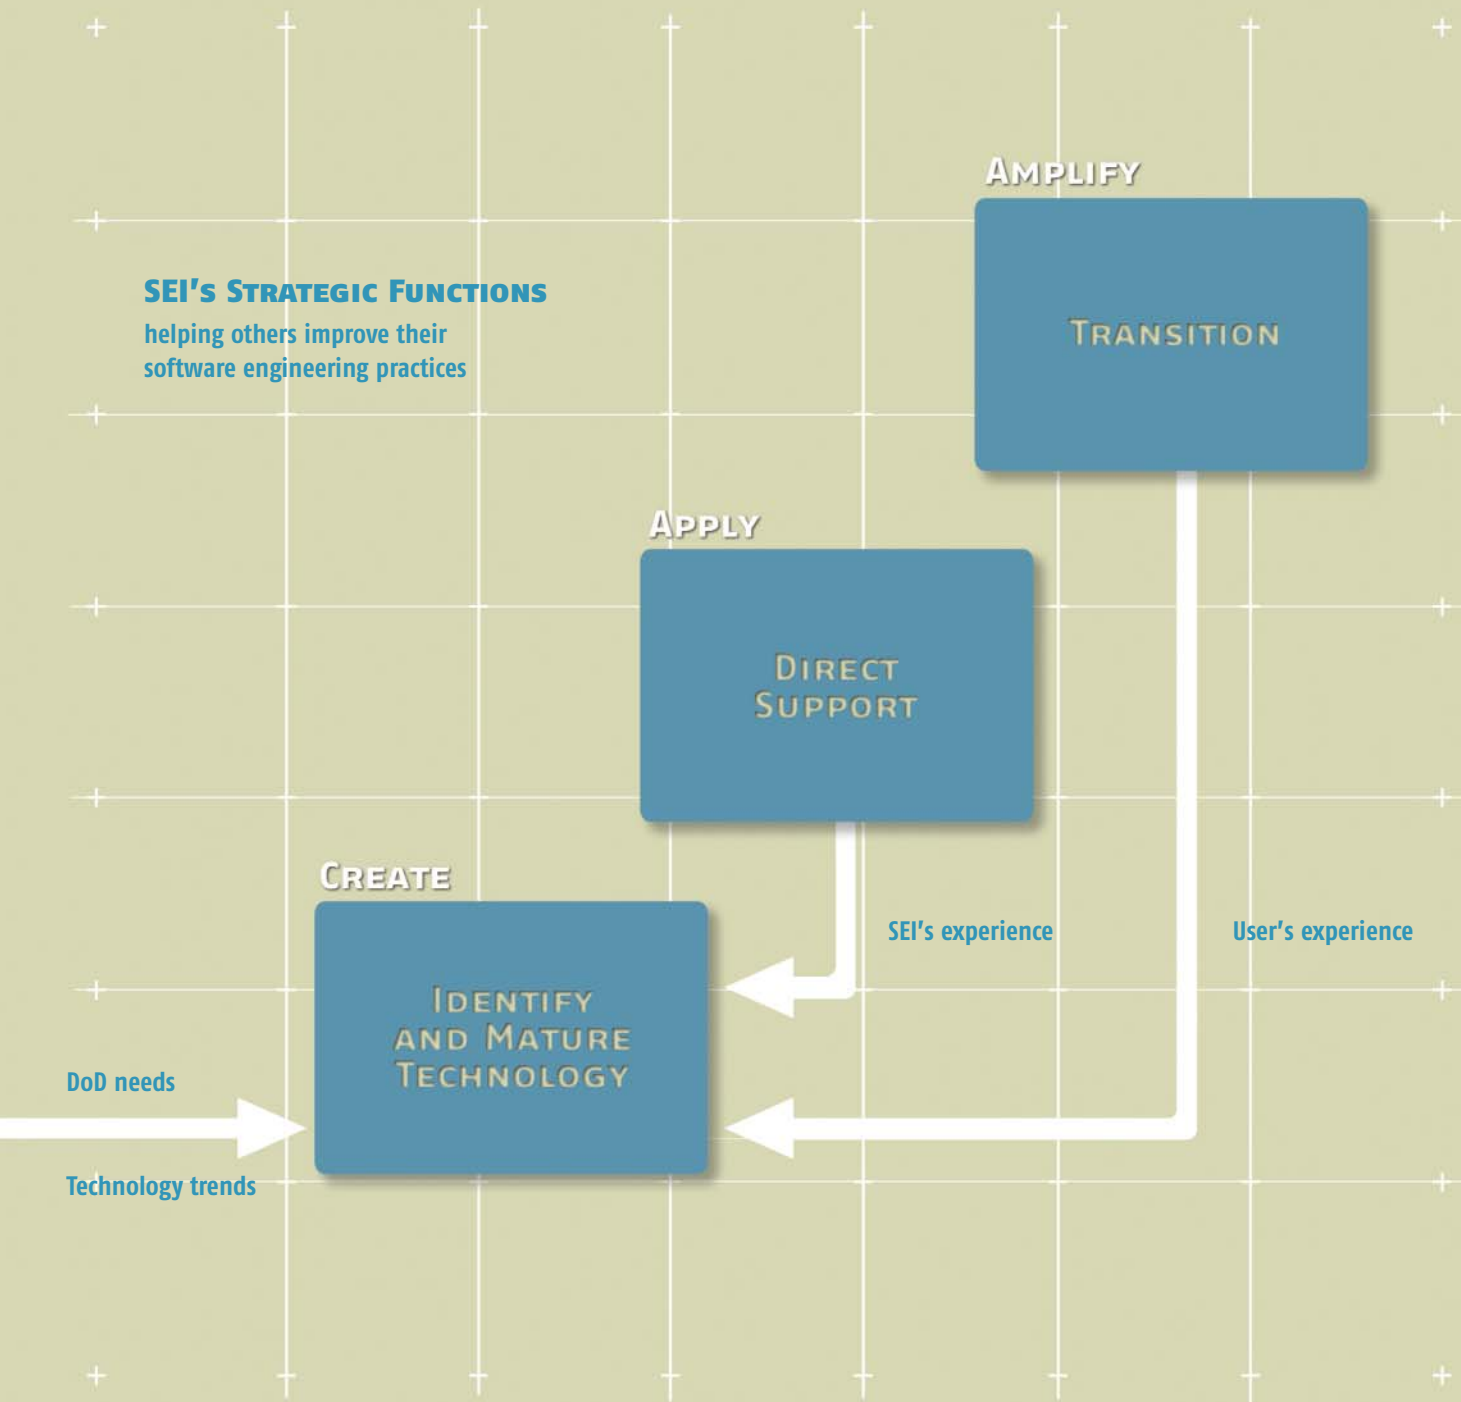 AMPLIFY
TRANSITION
SEI's STRATEGIC FUNCTIONS
helping others improve their
software engineering practices
APPLY
DIRECT
SUPPORT
CREATE
SEI's experience
User's experience
IDENTIFY
AND MATURE
TECHNOLOGY
DoD needs
Technology trends